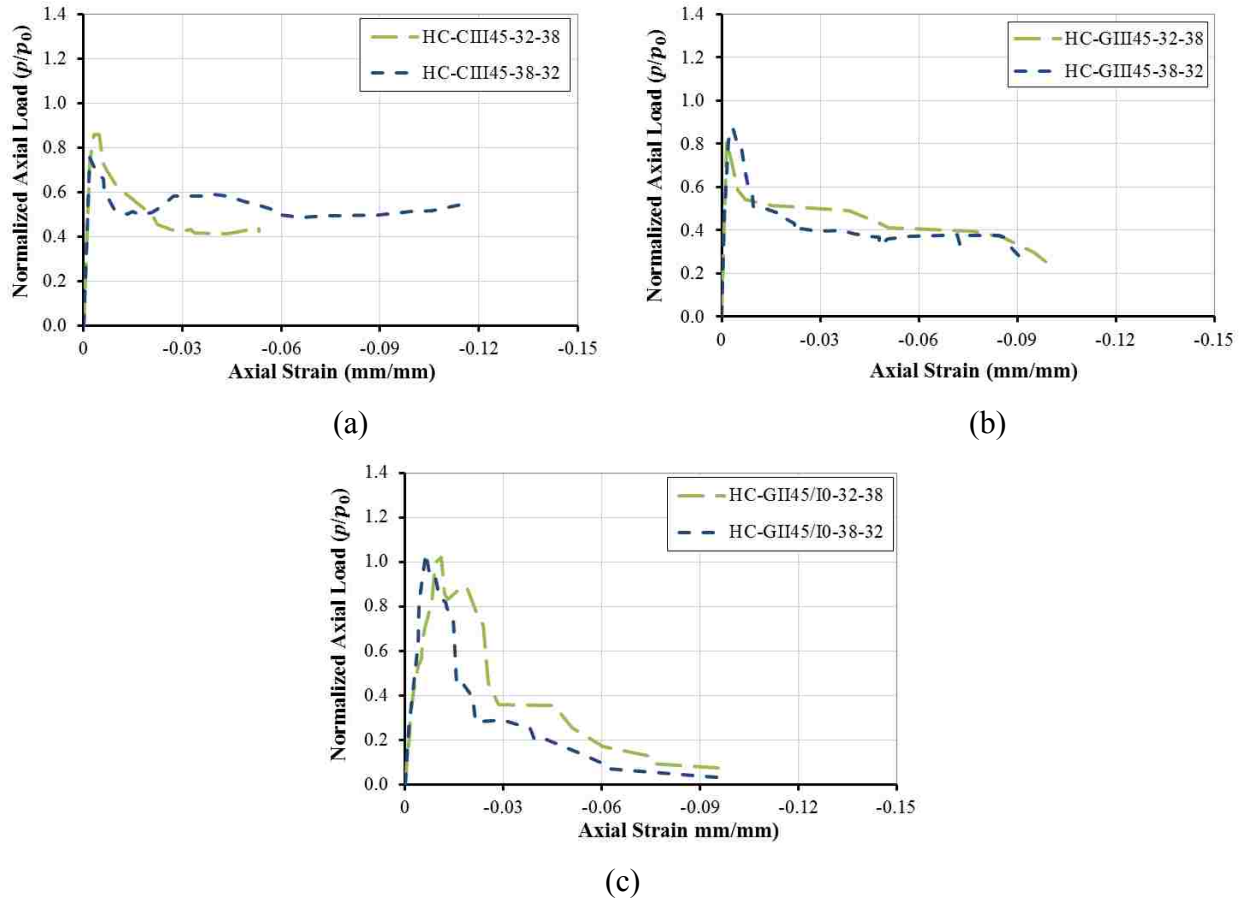 1.4
1.2
1.0
0.8
0.6
0.4
0.2
0.0
Normalized Axial Load (p/p0)
HC-CIII45-32-38
HC-CIII45-38-32
0 -0.03 -0.06 -0.09 -0.12 -0.15
Axial Strain (mm/mm)
(a)
1.4
1.2
1.0
0.8
0.6
0.4
0.2
0.0
Normalized Axial Load (p/p0)
HC-GIII45-32-38
HC-GIII45-38-32
0 -0.03 -0.06 -0.09 -0.12 -0.15
Axial Strain (mm/mm)
(b)
1.4
1.2
1.0
0.8
0.6
0.4
0.2
0.0
Normalized Axial Load (p/p0)
HC-GII45/I0-32-38
HC-GII45/I0-38-32
0 -0.03 -0.06 -0.09 -0.12 -0.15
Axial Strain mm/mm)
(c)